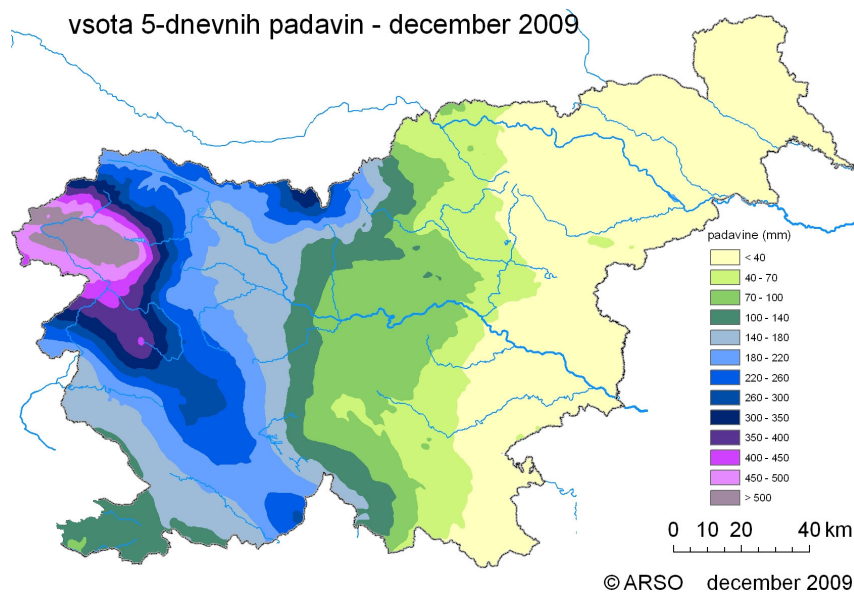 vsota 5-dnevnih padavin - december 2009
padavine (mm)
< 40
40 - 70
70 - 100
100 - 140
140 - 180
180 - 220
220 - 260
260 - 300
300 - 350
350 - 400
400 - 450
450 - 500
> 500
0 10 20 40 km
© ARSO december 2009